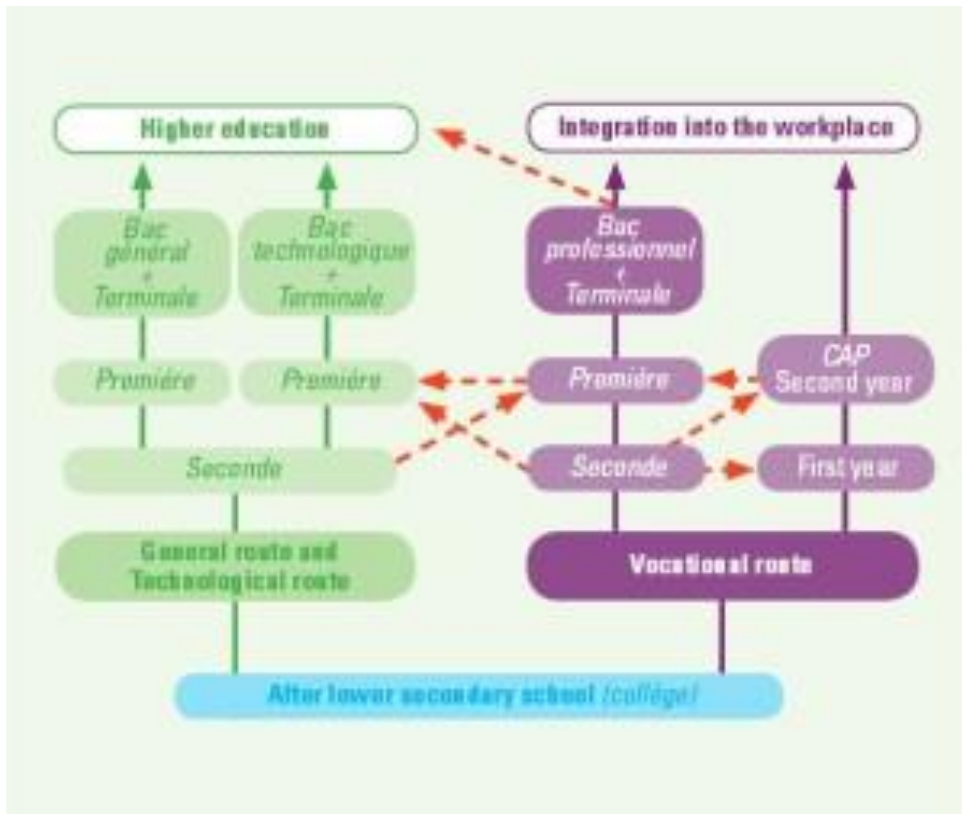 Higher education
Integration into the workplace
Bac
général
+
Terminale
Bac
technologique
+
Terminale
Bac
professionnel
+
Terminale
Première
Première
Première
CAP
Second year
Seconde
Seconde
First year
General route and
Technological route
Vocational route
After lower secondary school (collège)